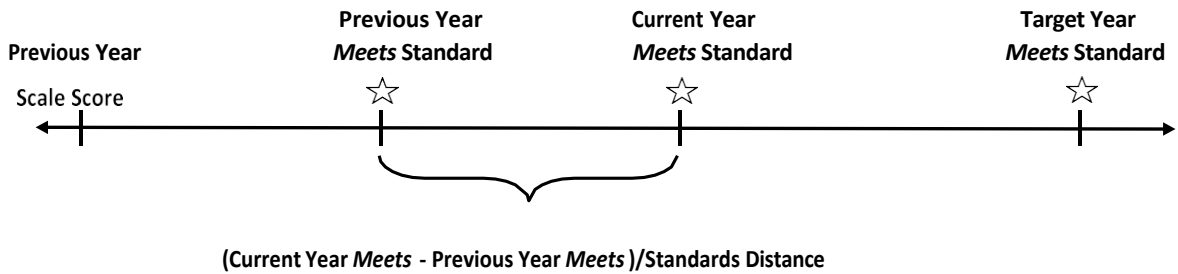 Previous Year
Scale Score
Previous Year
Meets Standard
Current Year
Meets Standard
Target Year
Meets Standard
(Current Year Meets - Previous Year Meets)/Standards Distance